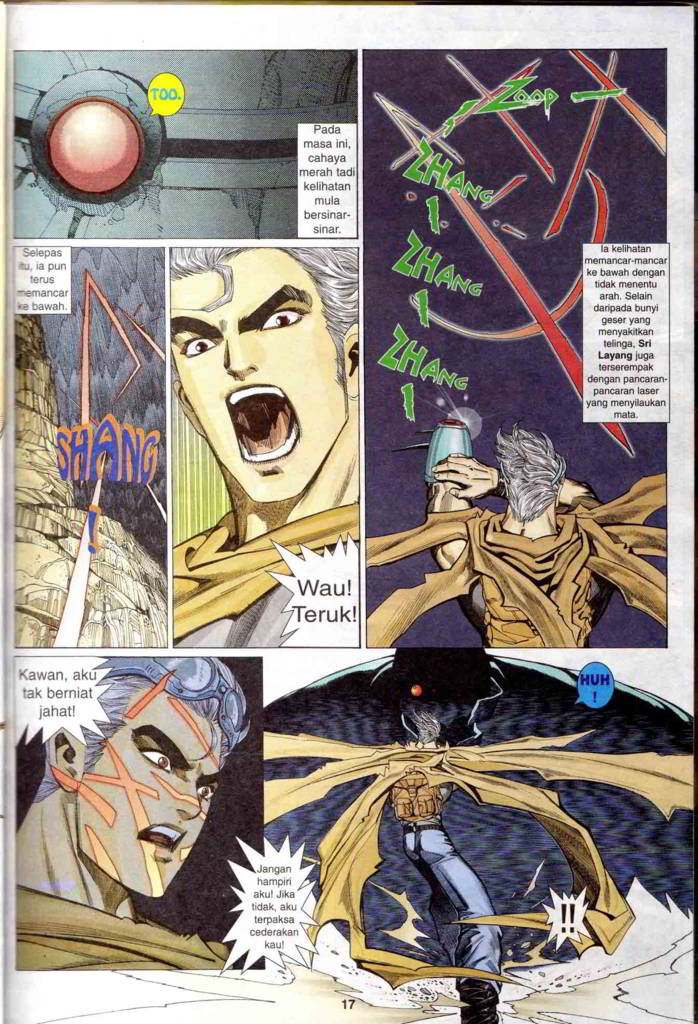 TOO.
Pada
masa ini,
cahaya
merah tadi
kelihatan
mula
bersinar-
sinar.
Selepas
itu, ia pun
terus
memancar
ke bawah.
SHANG
!
Wau!
Teruk!
ZOOP
ZHANG
!
ZHANG
!
ZHANG
!
Ia kelihatan
memancar-mancar
ke bawah dengan
tidak menentu
arah. Selain
daripada bunyi
geser yang
menyakitkan
telinga, Sri
Layang juga
terserempak
dengan pancaran-
pancaran laser
yang menyilaukan
mata.
Kawan, aku
tak berniat
jahat!
Jangan
hampiri
aku! Jika
tidak, aku
terpaksa
cederakan
kau!
HUH
!
!!
17